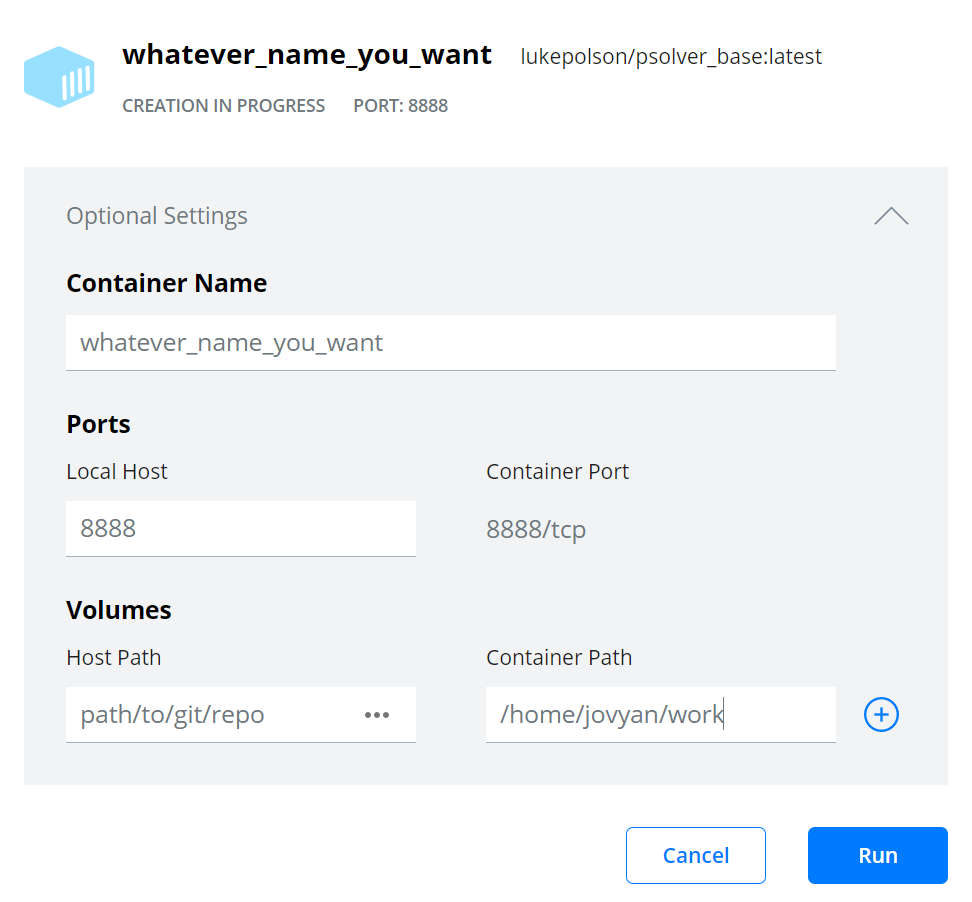 whatever_name_you_want lukepolson/psolver_base:latest
CREATION IN PROGRESS PORT: 8888
Optional Settings
Container Name
whatever_name_you_want
Ports
Local Host Container Port
8888 8888/tcp
Volumes
Host Path Container Path
path/to/git/repo ••• /home/jovyan/work
Cancel Run